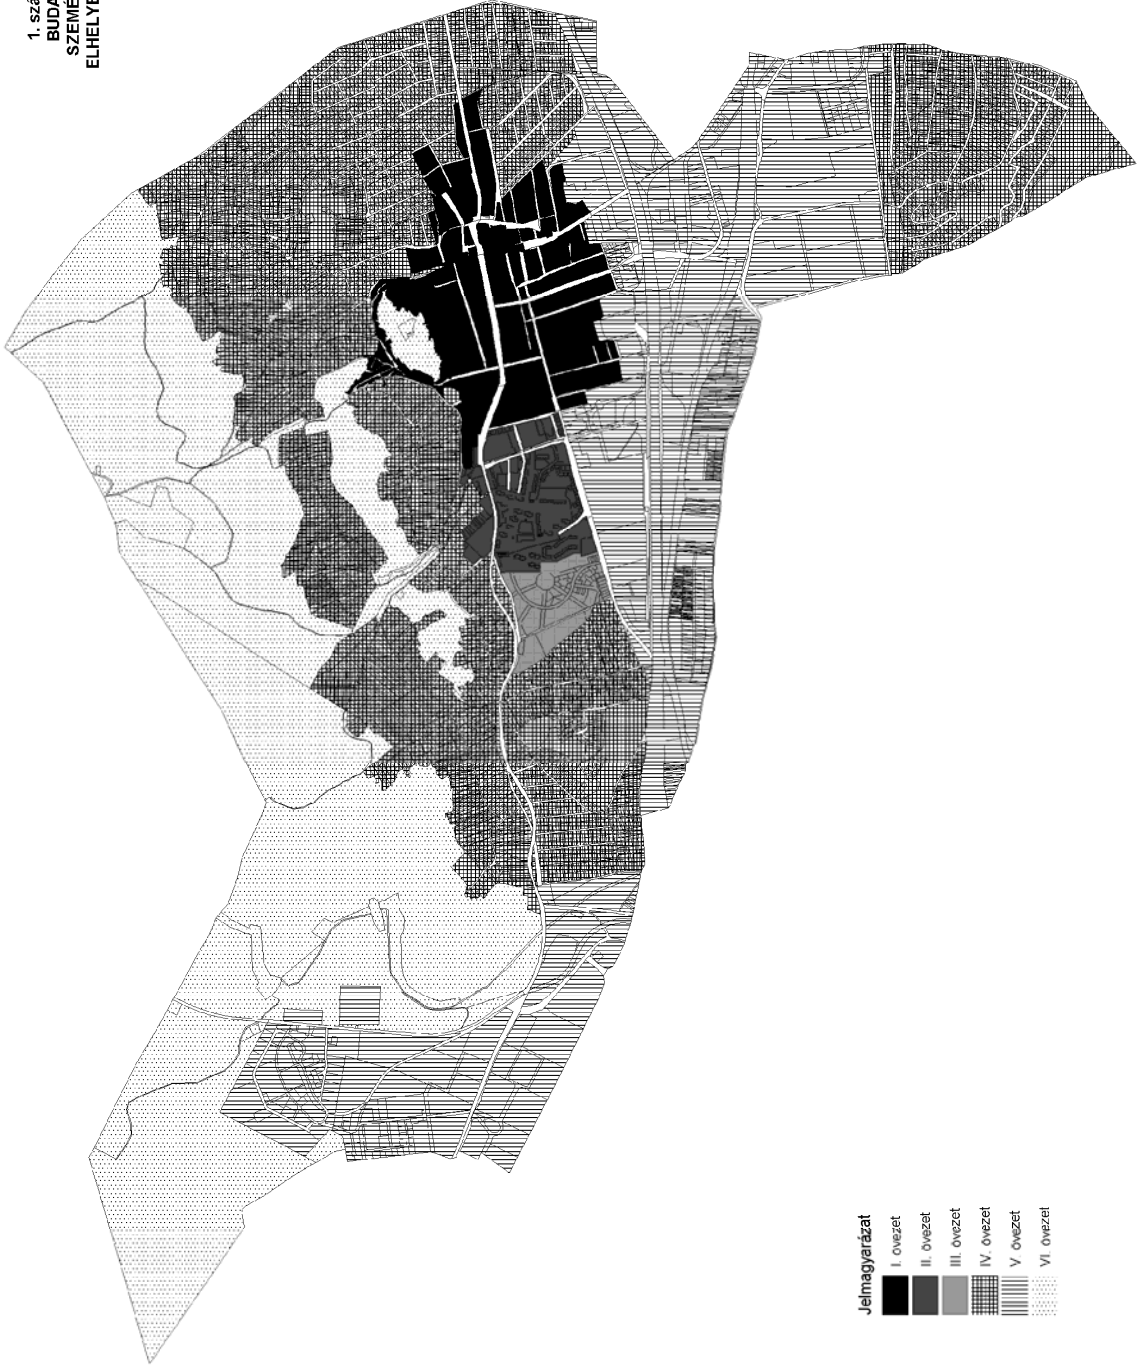 1. szá
BUDA
SZEMÉ
ELHELYE
Jelmagyarázat
I. övezet
II. övezet
III. övezet
IV. övezet
V. övezet
VI. övezet